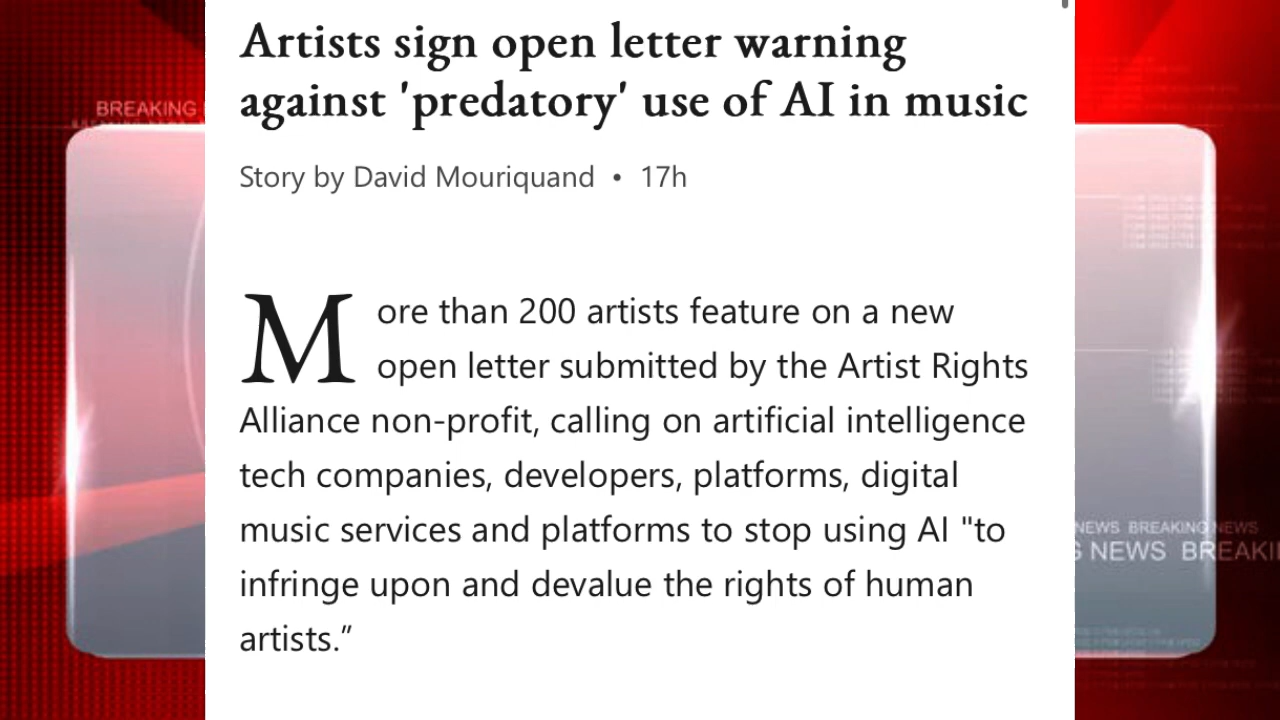 Artists sign open letter warning
against 'predatory' use of AI in music
Story by David Mouriquand • 17h
More than 200 artists feature on a new
open letter submitted by the Artist Rights
Alliance non-profit, calling on artificial intelligence
tech companies, developers, platforms, digital
music services and platforms to stop using AI "to
infringe upon and devalue the rights of human
artists.”
BREAKING
NEWS BREAKING NEWS
NEWS BREAKI